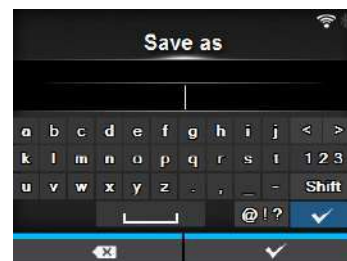 Save as
a b c d e f g h i j < >
k l m n o p q r s t 1 2 3
u v w x y z . , _ - Shift
@ ! ?